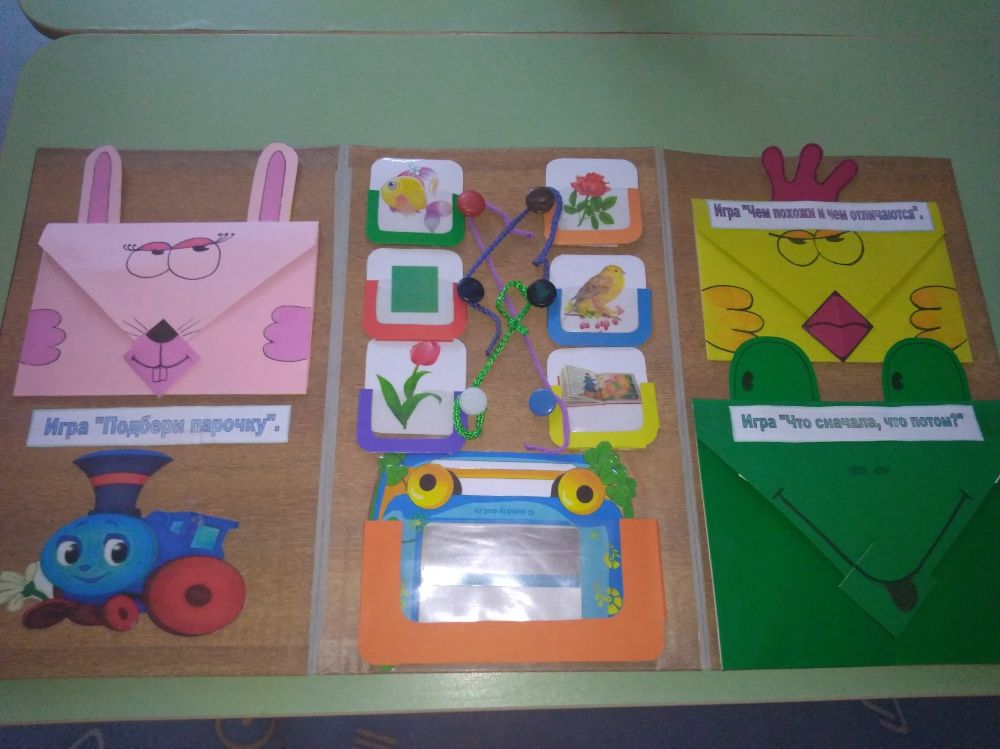 Игра "Подбери парочку".
© detskiy-sait.ru
Игра "Чем похожи и чем отличаются".
Игра "Что сначала, что потом?"